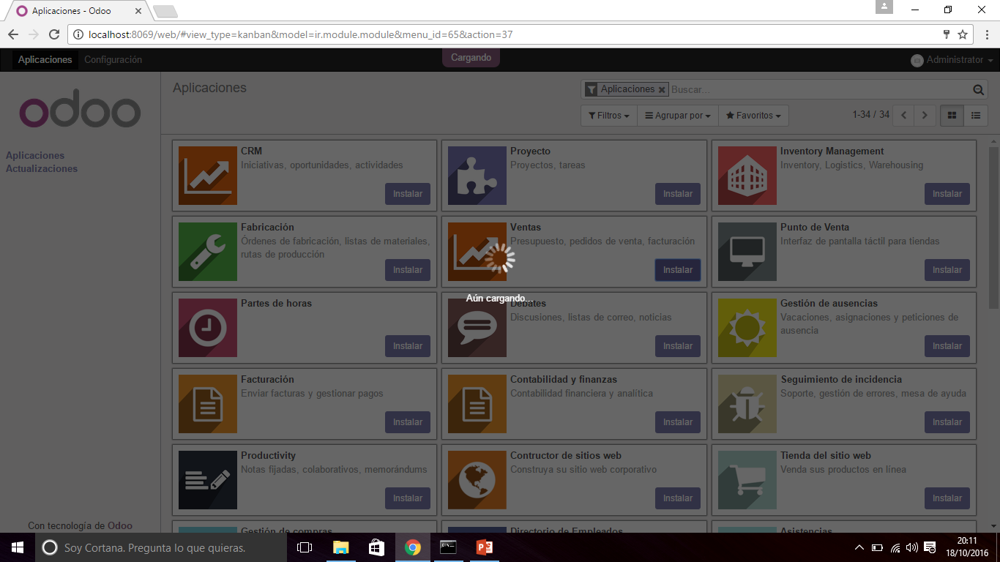 Aplicaciones - Odoo
localhost:8069/web/#view_type=kanban&model=ir.module.module&menu_id=65&action=37
Aplicaciones Configuración Cargando Administrator
odoo
Aplicaciones
Aplicaciones Buscar...
Filtros Agrupar por Favoritos 1-34 / 34
Aplicaciones
Actualizaciones
CRM
Iniciativas, oportunidades, actividades
Instalar
Proyecto
Proyectos, tareas
Instalar
Inventory Management
Inventory, Logistics, Warehousing
Instalar
Fabricación
Órdenes de fabricación, listas de materiales,
rutas de producción
Instalar
Ventas
Presupuesto, pedidos de venta, facturación
Instalar
Punto de Venta
Interfaz de pantalla táctil para tiendas
Instalar
Aún cargando...
Partes de horas
Instalar
Debates
Discusiones, listas de correo, noticias
Instalar
Gestión de ausencias
Vacaciones, asignaciones y peticiones de
ausencia
Instalar
Facturación
Enviar facturas y gestionar pagos
Instalar
Contabilidad y finanzas
Contabilidad financiera y analítica
Instalar
Seguimiento de incidencia
Soporte, gestión de errores, mesa de ayuda
Instalar
Productivity
Notas fijadas, colaborativos, memorándums
Instalar
Contructor de sitios web
Construya su sitio web corporativo
Instalar
Tienda del sitio web
Venda sus productos en línea
Instalar
Gestión de compras
Directorio de Empleados
Asistencias
Con tecnología de Odoo
Soy Cortana. Pregunta lo que quieras.
20:11
18/10/2016